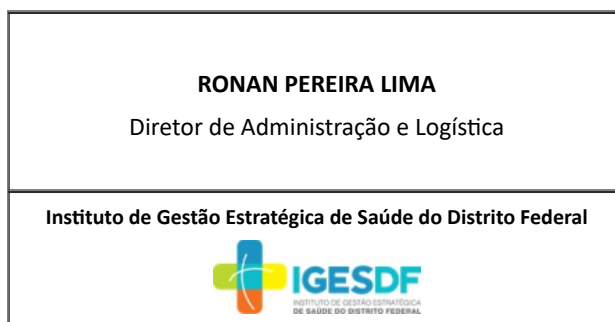 RONAN PEREIRA LIMA
Diretor de Administração e Logística
Instituto de Gestão Estratégica de Saúde do Distrito Federal
IGESDF
INSTITUTO DE GESTÃO ESTRATÉGICA
DE SAÚDE DO DISTRITO FEDERAL